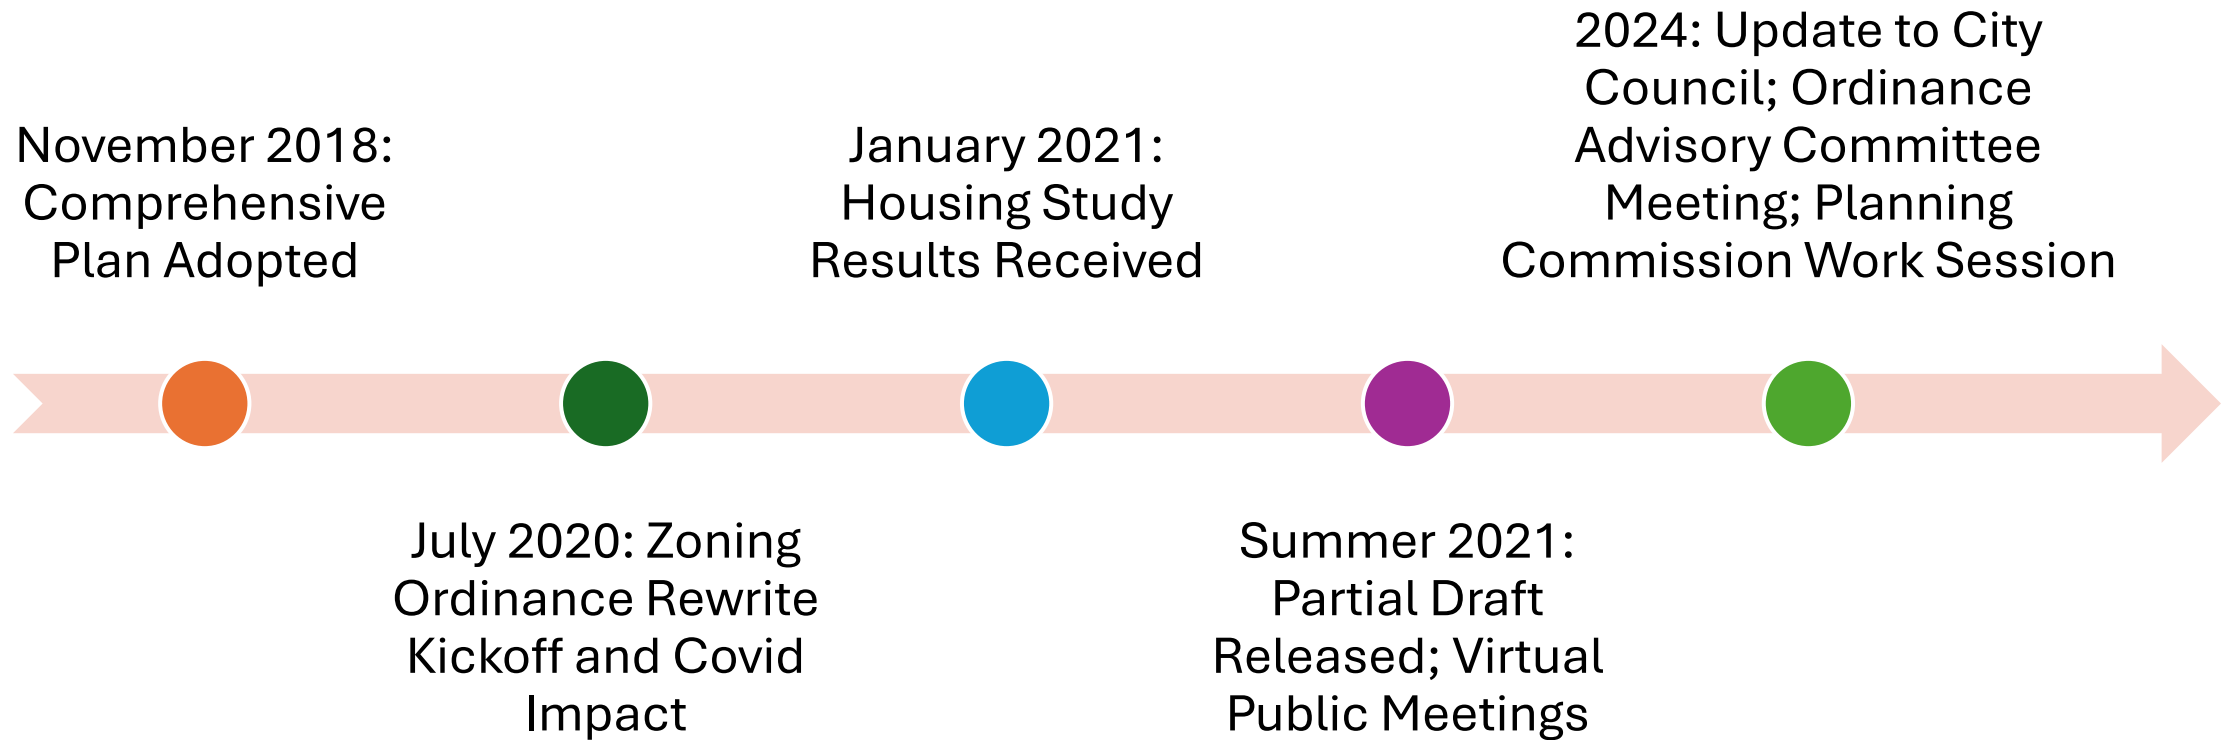 November 2018:
Comprehensive
Plan Adopted
July 2020: Zoning
Ordinance Rewrite
Kickoff and Covid
Impact
January 2021:
Housing Study
Results Received
Summer 2021:
Partial Draft
Released; Virtual
Public Meetings
2024: Update to City
Council; Ordinance
Advisory Committee
Meeting; Planning
Commission Work Session